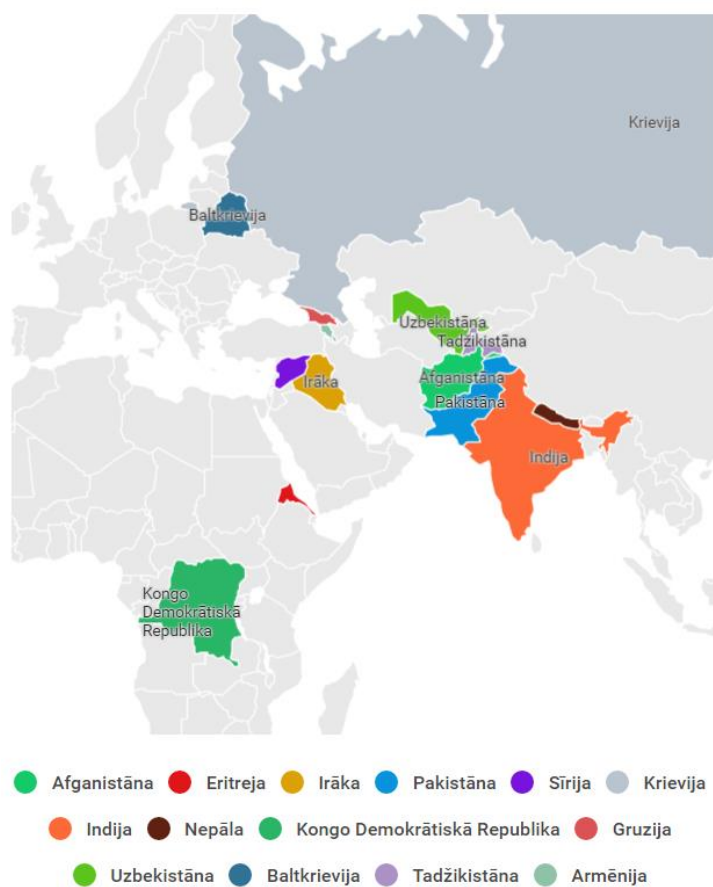 Krievija
Baltkrievija
Uzbekistāna
Tadžikistāna
Afganistāna
Irāka
Pakistāna
Indija
Kongo
Demokrātiskā
Republika
Afganistāna Eritreja Irāka Pakistāna Sīrija Krievija
Indija Nepāla Kongo Demokrātiskā Republika Gruzija
Uzbekistāna Baltkrievija Tadžikistāna Armēnija